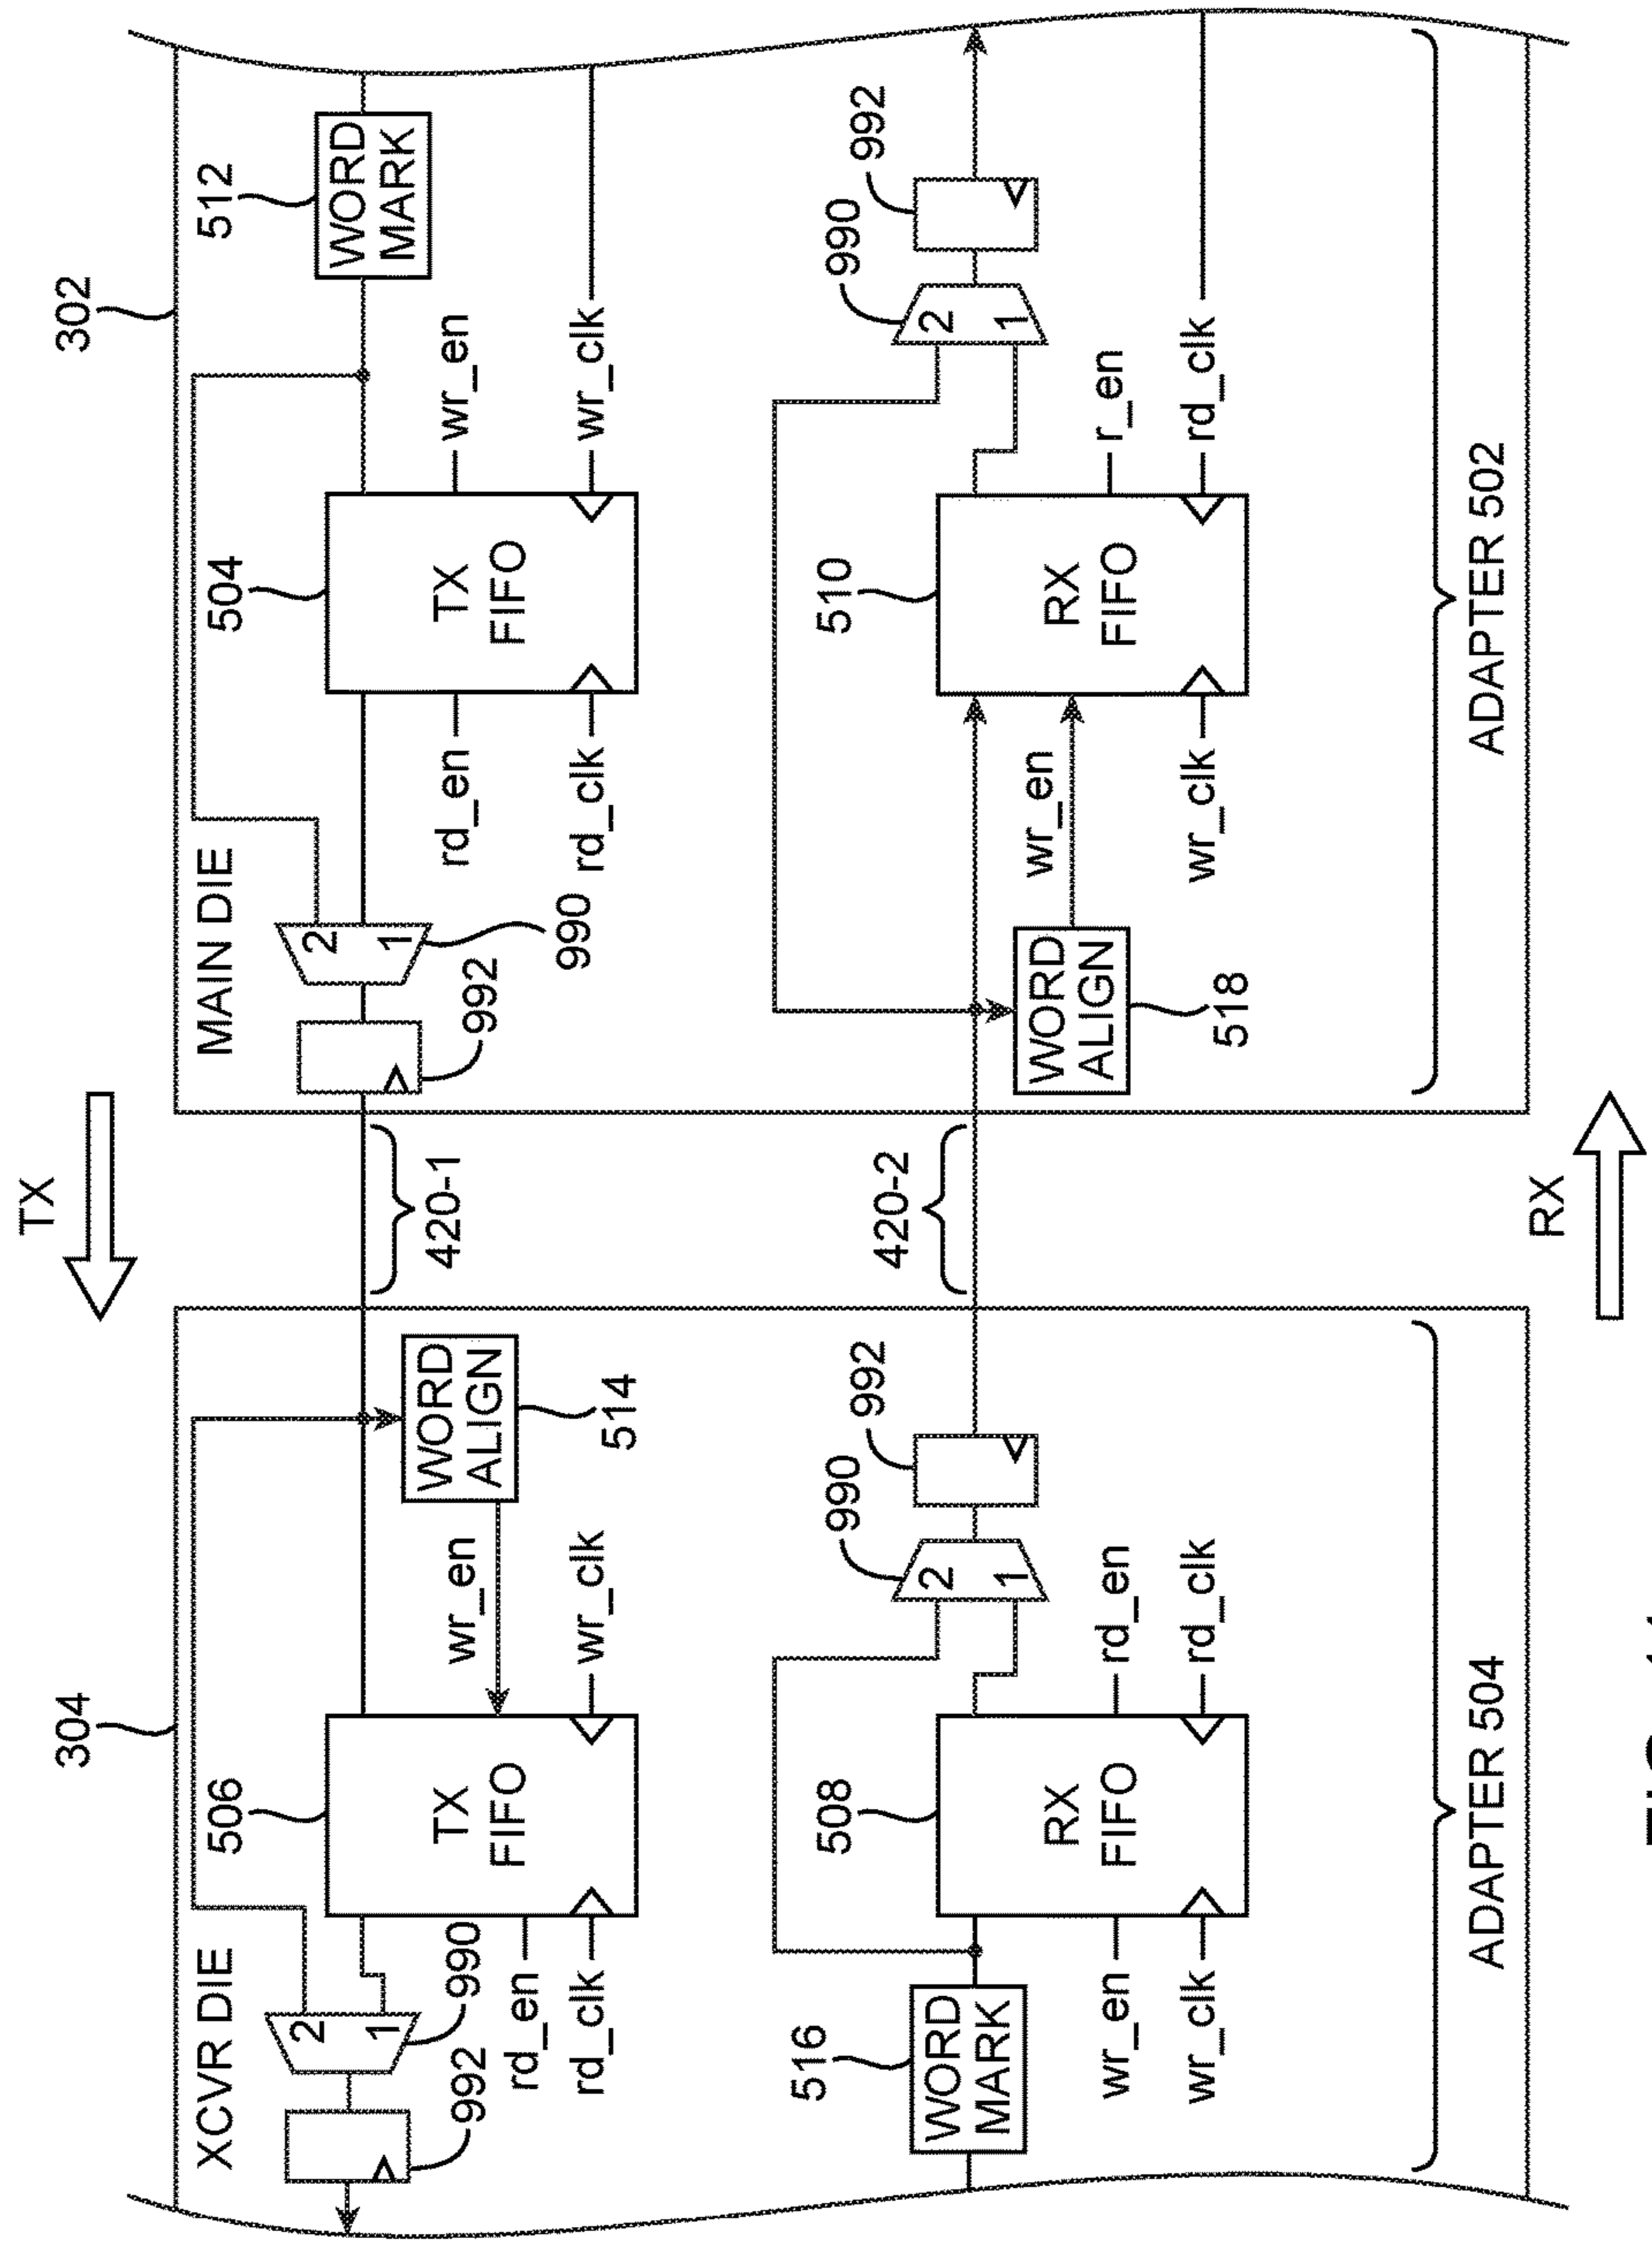 TX
304
302
XCVR DIE
506
2
1
990
992
TX
FIFO
rd_en
rd_clk
wr_en
wr_clk
WORD
ALIGN
514
420-1
MAIN DIE
2
1
990
992
504
TX
FIFO
rd_en
rd_clk
wr_en
wr_clk
512
WORD
MARK
516
WORD
MARK
508
RX
FIFO
wr_en
wr_clk
rd_en
rd_clk
990
992
2
1
420-2
WORD
ALIGN
518
510
RX
FIFO
wr_en
wr_clk
r_en
rd_clk
990
992
2
1
ADAPTER 504
ADAPTER 502
RX